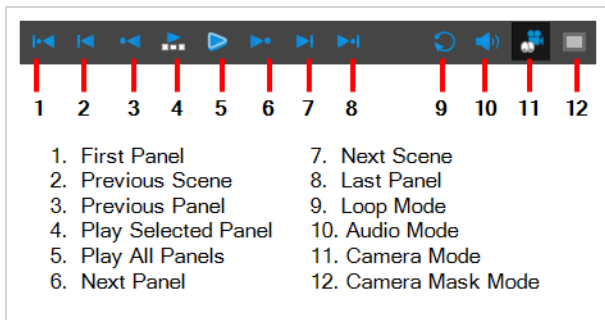 1 2 3 4 5 6 7 8 9 10 11 12
1. First Panel
2. Previous Scene
3. Previous Panel
4. Play Selected Panel
5. Play All Panels
6. Next Panel
7. Next Scene
8. Last Panel
9. Loop Mode
10. Audio Mode
11. Camera Mode
12. Camera Mask Mode